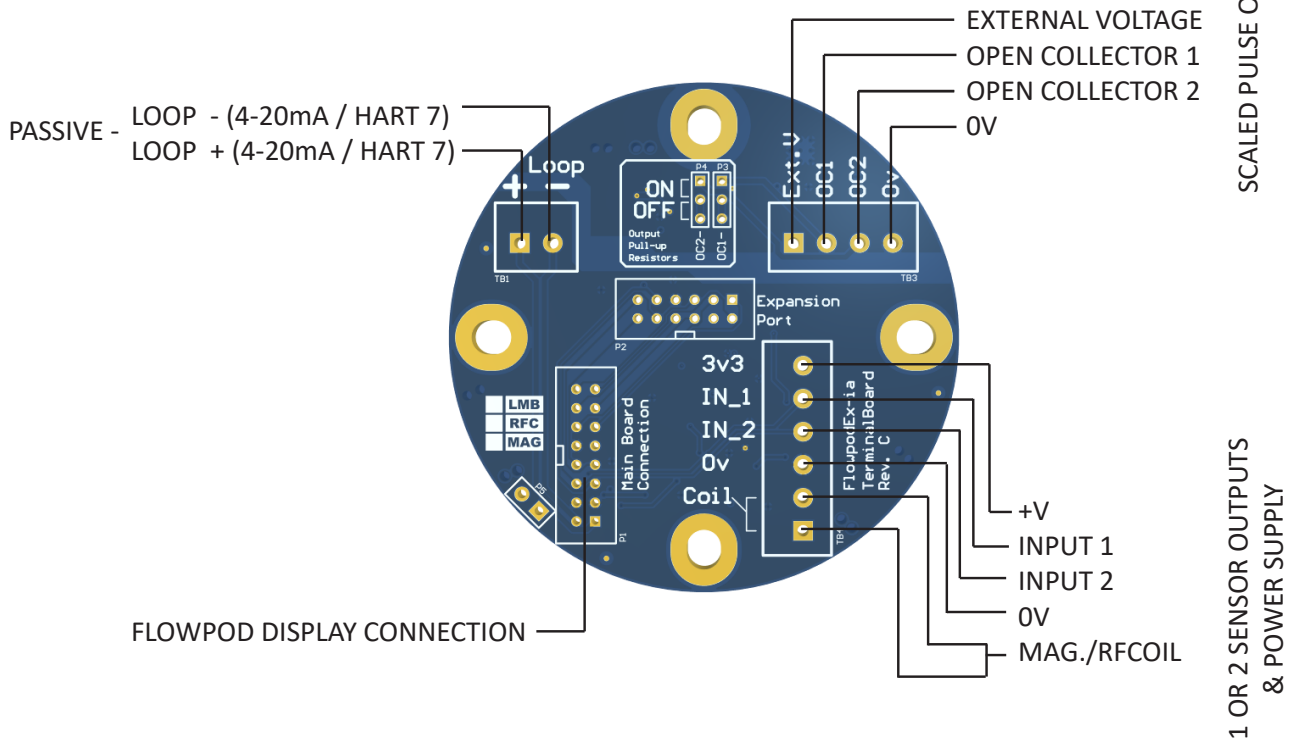 EXTERNAL VOLTAGE
OPEN COLLECTOR 1
OPEN COLLECTOR 2
0V
SCALED PULSE
PASSIVE -
LOOP - (4-20mA / HART 7)
LOOP + (4-20mA / HART 7)
Loop
+ -
TB1
P4 P3
ON
OFF
Output
Pull-up
Resistors
OC2-
OC1-
Ext.V
OC1
OC2
0v
TB3
Expansion
Port
P2
3v3
IN_1
IN_2
0v
Coil
FlowpodEx-ia
TerminalBoard
Rev. C
LMB
RFC
MAG
Main Board
Connection
P5
P1
+V
INPUT 1
INPUT 2
0V
MAG./RFCOIL
FLOWPOD DISPLAY CONNECTION
1 OR 2 SENSOR OUTPUTS
& POWER SUPPLY